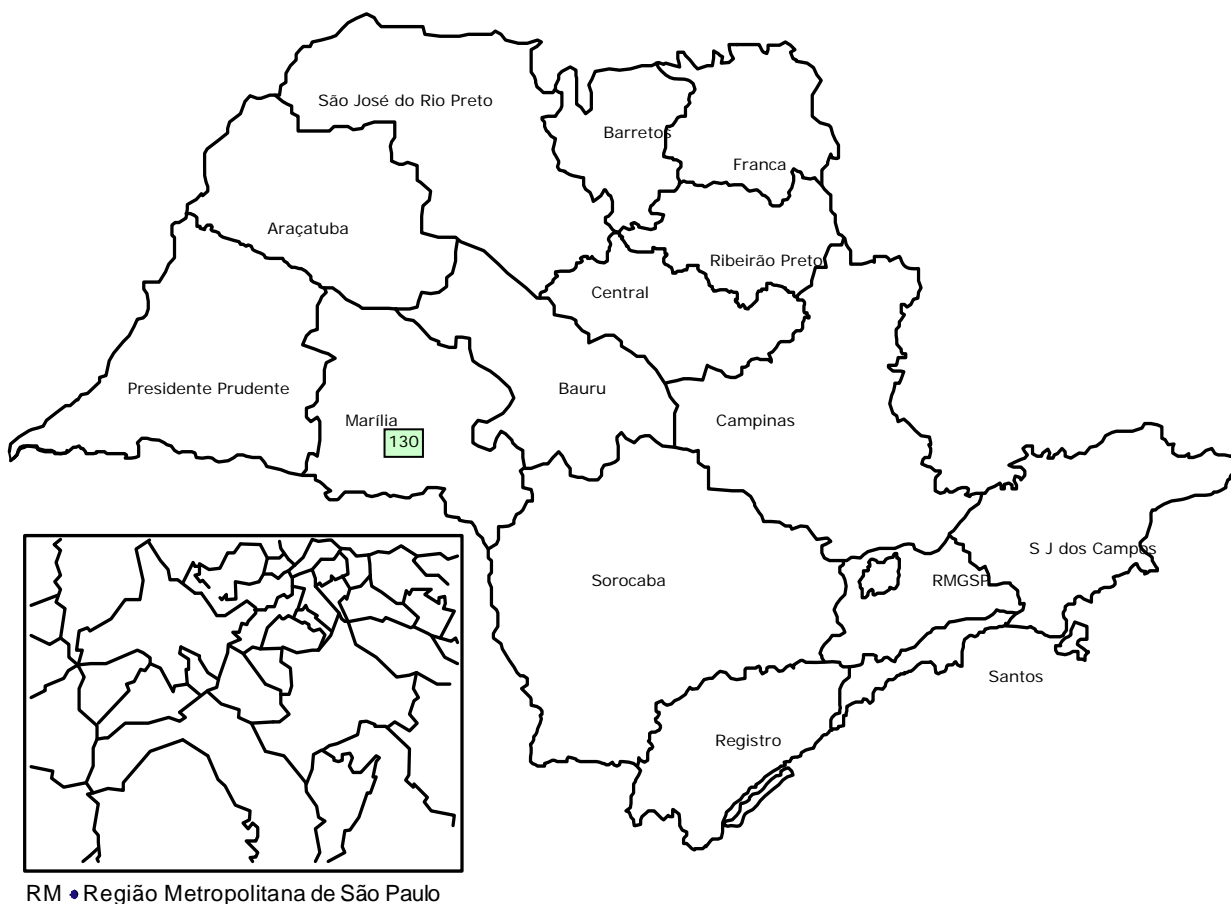 São José do Rio Preto
Barretos
Franca
Araçatuba
Ribeirão Preto
Central
Presidente Prudente
Bauru
Marília
Campinas
130
S J dos Campos
Sorocaba
RMGSP
Santos
Registro
RM • Região Metropolitana de São Paulo